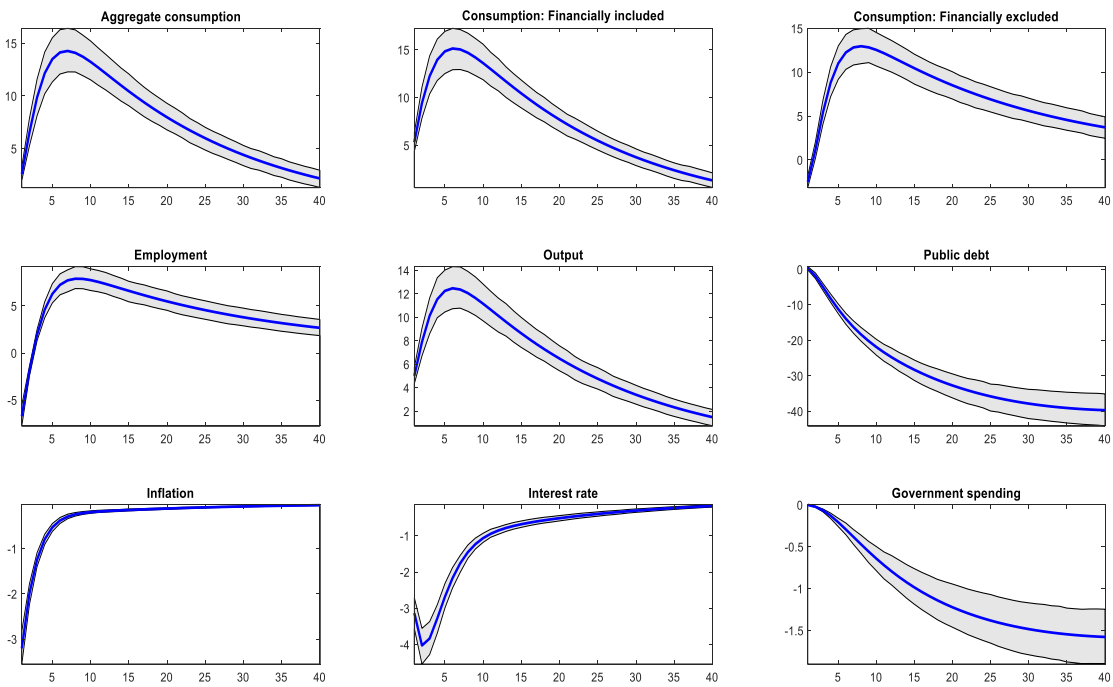 Aggregate consumption
15
10
5
5 10 15 20 25 30 35 40
Consumption: Financially included
15
10
5
5 10 15 20 25 30 35 40
Consumption: Financially excluded
15
10
5
0
5 10 15 20 25 30 35 40
Employment
5
0
-5
5 10 15 20 25 30 35 40
Output
14
12
10
8
6
4
2
5 10 15 20 25 30 35 40
Public debt
0
-10
-20
-30
-40
5 10 15 20 25 30 35 40
Inflation
-1
-2
-3
5 10 15 20 25 30 35 40
Interest rate
-1
-2
-3
-4
5 10 15 20 25 30 35 40
Government spending
0
-0.5
-1
-1.5
5 10 15 20 25 30 35 40